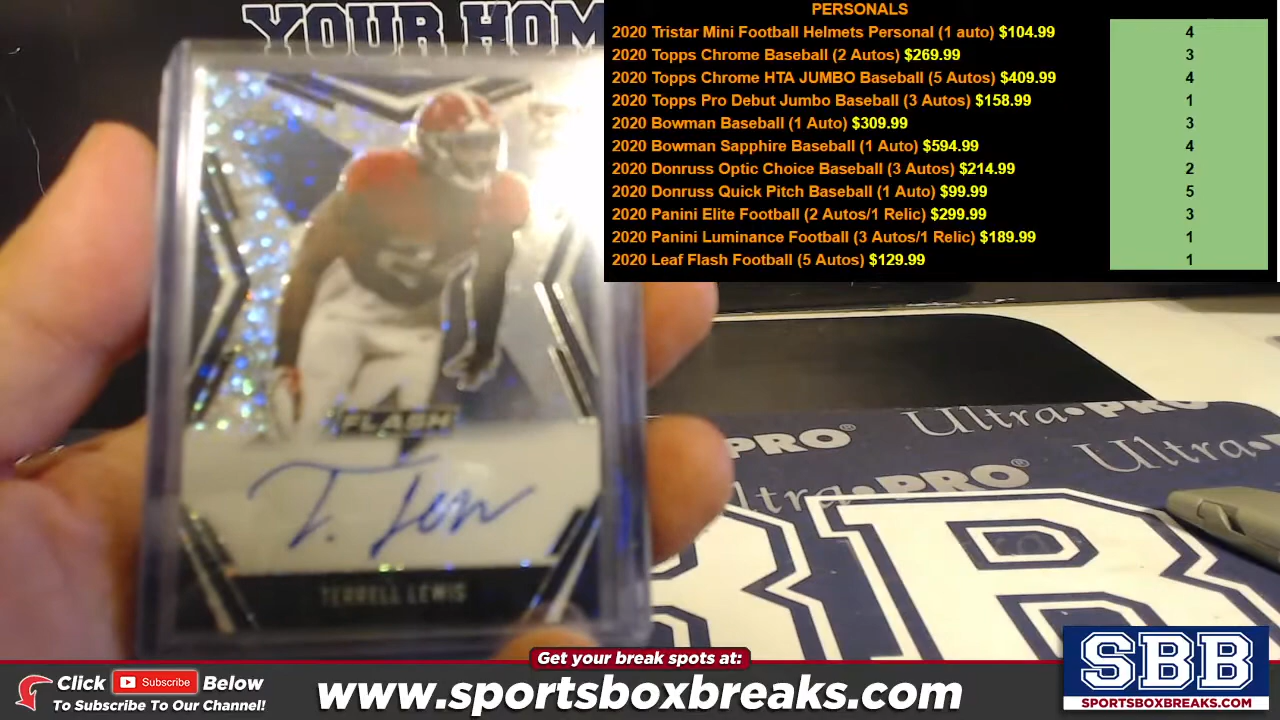 YOUR HOM
PERSONALS
2020 Tristar Mini Football Helmets Personal (1 auto) $104.99 4
2020 Topps Chrome Baseball (2 Autos) $269.99 3
2020 Topps Chrome HTA JUMBO Baseball (5 Autos) $409.99 4
2020 Topps Pro Debut Jumbo Baseball (3 Autos) $158.99 1
2020 Bowman Baseball (1 Auto) $309.99 3
2020 Bowman Sapphire Baseball (1 Auto) $594.99 4
2020 Donruss Optic Choice Baseball (3 Autos) $214.99 2
2020 Donruss Quick Pitch Baseball (1 Auto) $99.99 5
2020 Panini Elite Football (2 Autos/1 Relic) $299.99 3
2020 Panini Luminance Football (3 Autos/1 Relic) $189.99 1
2020 Leaf Flash Football (5 Autos) $129.99 1
FLASH
T. Lew
TERRELL LEWIS
Ultra•PRO
PRO®
Ultra•PRO®
Ultra•PR
B
Get your break spots at:
Click Subscribe Below
To Subscribe To Our Channel!
www.sportsboxbreaks.com
SBB
SPORTSBOXBREAKS.COM